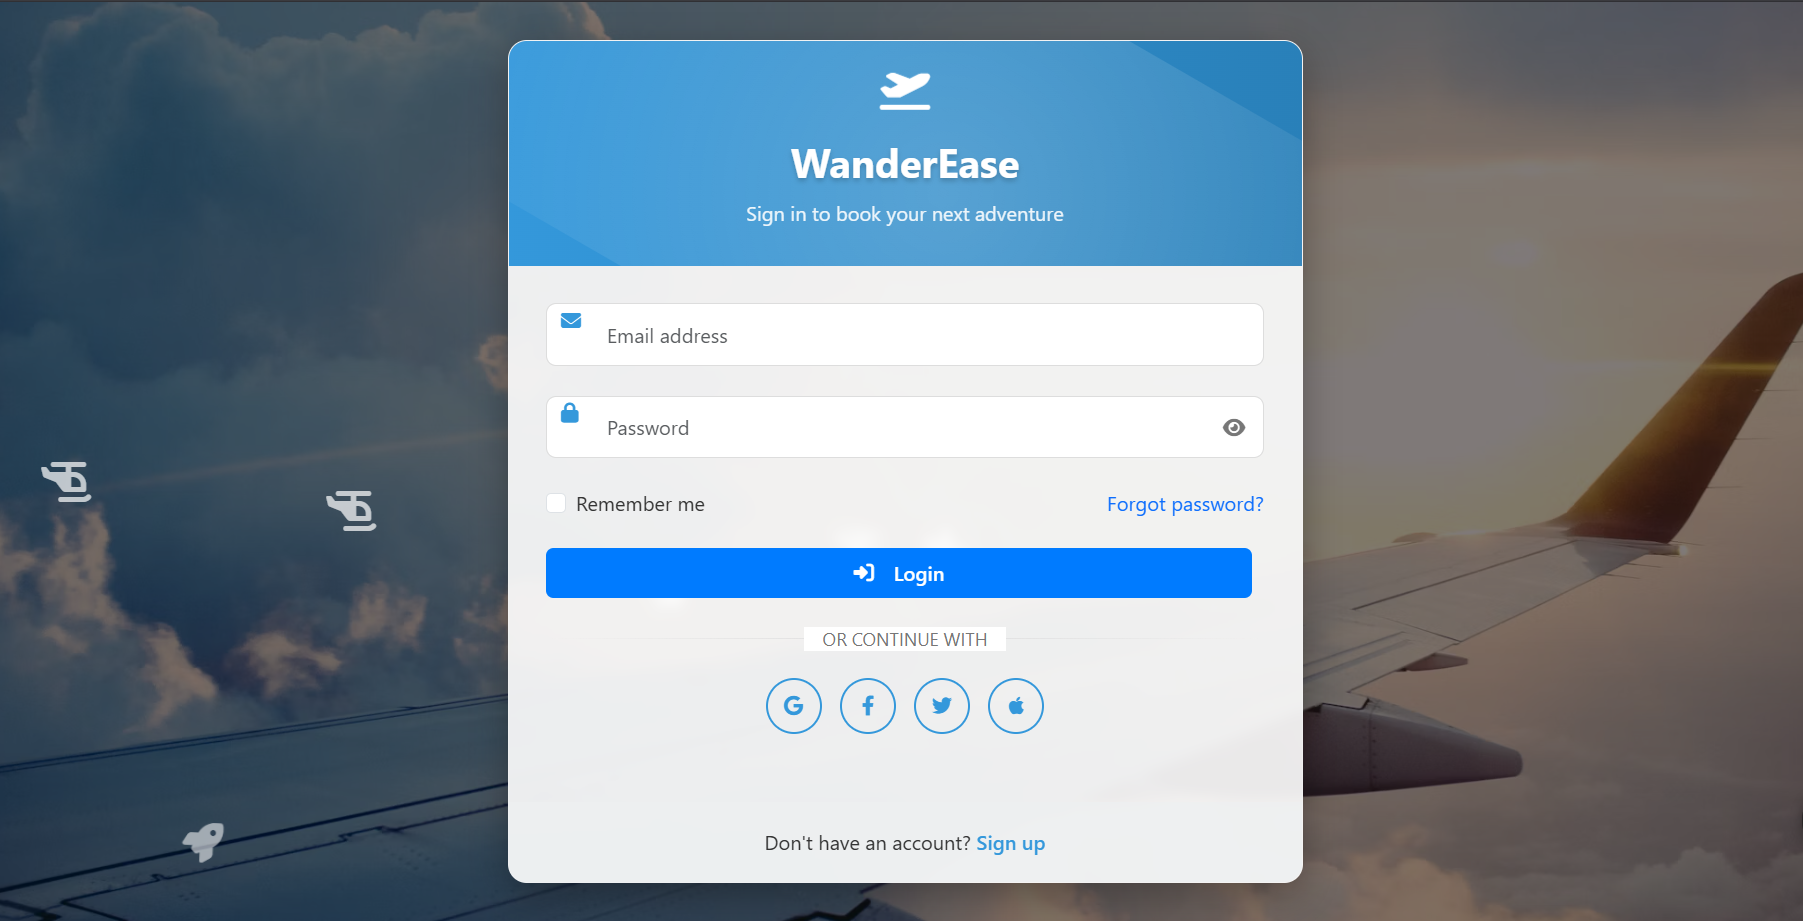 WanderEase
Sign in to book your next adventure
Email address
Password
Remember me
Forgot password?
Login
OR CONTINUE WITH
Don't have an account? Sign up